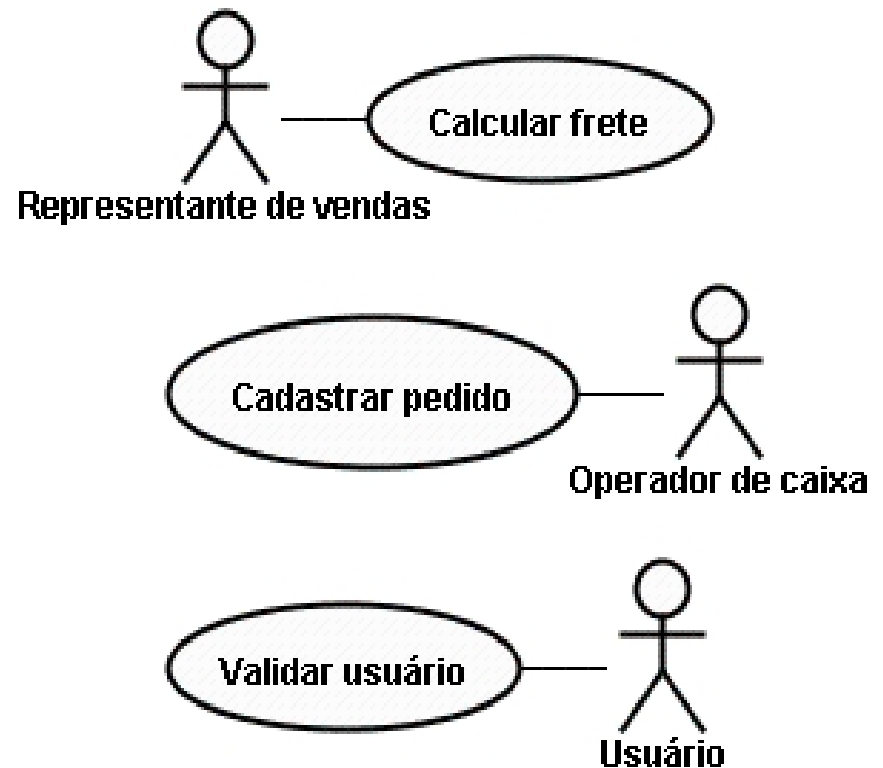 Calcular frete
Representante de vendas
Cadastrar pedido
Operador de caixa
Validar usuário
Usuário